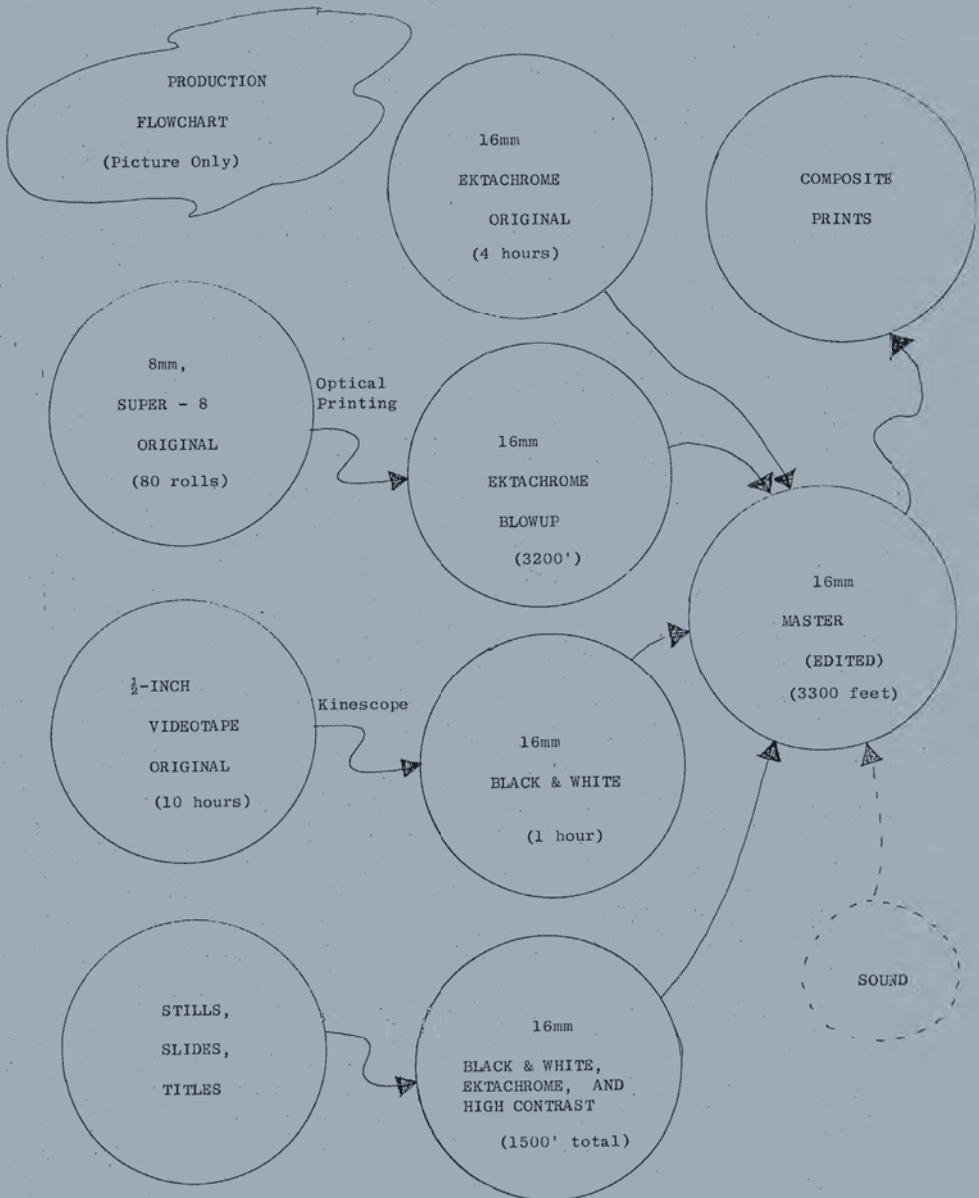 PRODUCTION
FLOWCHART
(Picture Only)
16mm
EKTACHROME
ORIGINAL
(4 hours)
COMPOSITE
PRINTS
8mm,
SUPER - 8
ORIGINAL
(80 rolls)
Optical
Printing
16mm
EKTACHROME
BLOWUP
(3200')
16mm
MASTER
(EDITED)
(3300 feet)
½-INCH
VIDEOTAPE
ORIGINAL
(10 hours)
Kinescope
16mm
BLACK & WHITE
(1 hour)
SOUND
STILLS,
SLIDES,
TITLES
16mm
BLACK & WHITE,
EKTACHROME, AND
HIGH CONTRAST
(1500' total)